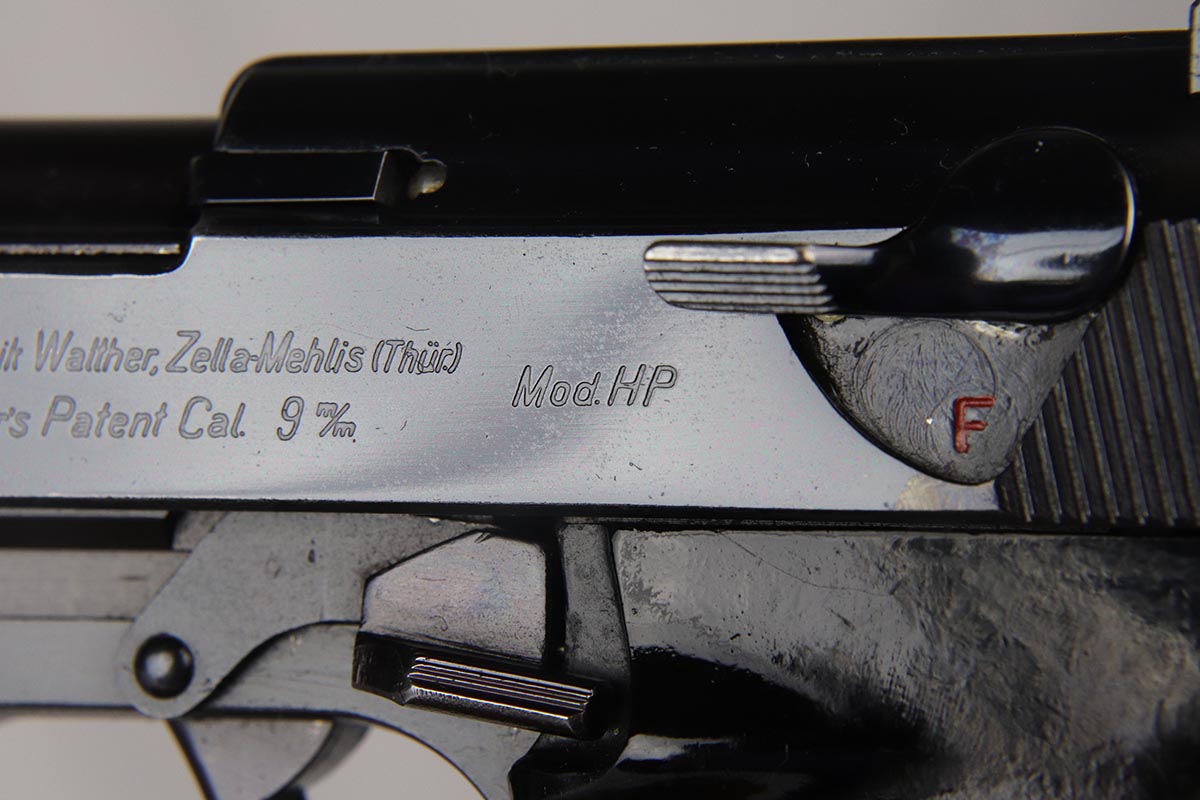 Walther, Zella-Mehlis (Thür.)
Patent Cal. 9 m/m
Mod. HP
F